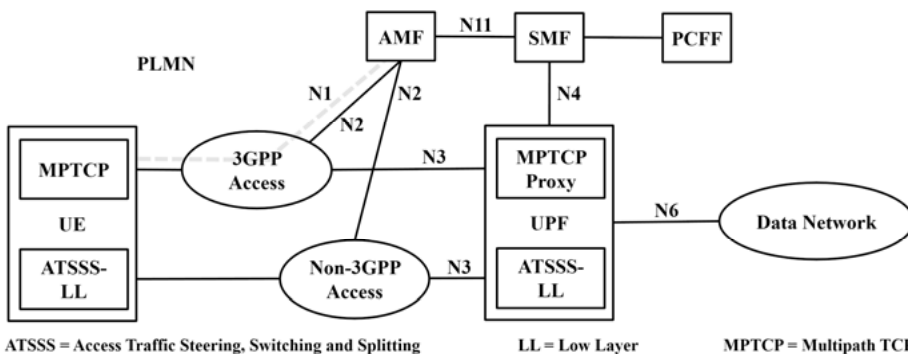 AMF
N11
SMF
PCFF
PLMN
N1
N2
N2
N4
MPTCP
3GPP
Access
N3
MPTCP
Proxy
UE
UPF
N6
Data Network
ATSSS-
LL
Non-3GPP
Access
N3
ATSSS-
LL
ATSSS = Access Traffic Steering, Switching and Splitting
LL = Low Layer
MPTCP = Multipath TCP